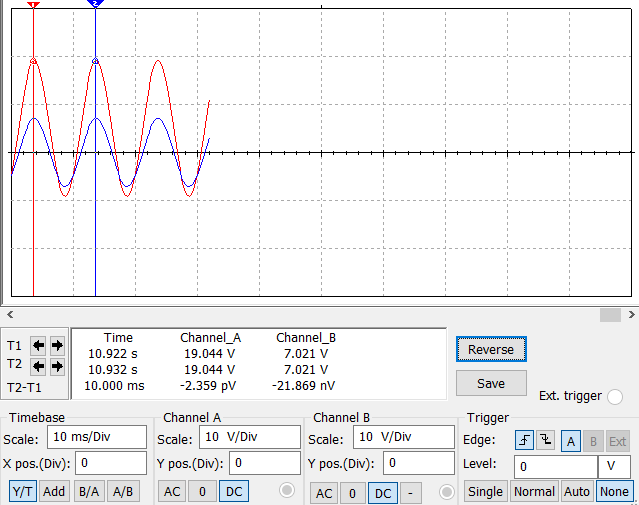 1 2
Time Channel_A Channel_B
T1 10.922 s 19.044 V 7.021 V
T2 10.932 s 19.044 V 7.021 V
T2-T1 10.000 ms -2.359 pV -21.869 nV
Reverse
Save
Ext. trigger
Timebase
Scale: 10 ms/Div
X pos.(Div): 0
Y/T Add B/A A/B
Channel A
Scale: 10 V/Div
Y pos.(Div): 0
AC 0 DC
Channel B
Scale: 10 V/Div
Y pos.(Div): 0
AC 0 DC -
Trigger
Edge: A B Ext
Level: 0 V
Single Normal Auto None